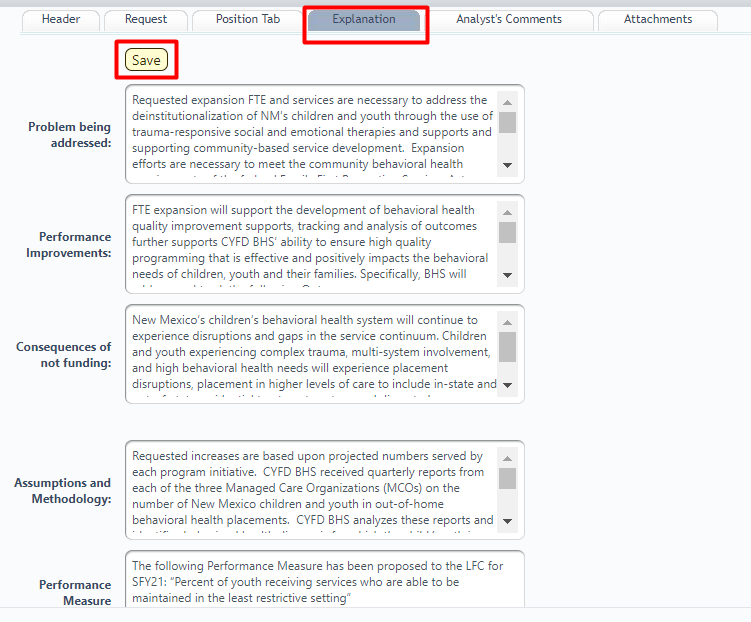 Header Request Position Tab Explanation Analyst's Comments Attachments
Save
Problem being
addressed:
Requested expansion FTE and services are necessary to address the
deinstitutionalization of NM's children and youth through the use of
trauma-responsive social and emotional therapies and supports and
supporting community-based service development.  Expansion
efforts are necessary to meet the community behavioral health
Performance
Improvements:
FTE expansion will support the development of behavioral health
quality improvement supports, tracking and analysis of outcomes
further supports CYFD BHS' ability to ensure high quality
programming that is effective and positively impacts the behavioral
needs of children, youth and their families. Specifically, BHS will
Consequences of
not funding:
New Mexico's children's behavioral health system will continue to
experience disruptions and gaps in the service continuum. Children
and youth experiencing complex trauma, multi-system involvement,
and high behavioral health needs will experience placement
disruptions, placement in higher levels of care to include in-state and
Assumptions and
Methodology:
Requested increases are based upon projected numbers served by
each program initiative.  CYFD BHS received quarterly reports from
each of the three Managed Care Organizations (MCOs) on the
number of New Mexico children and youth in out-of-home
behavioral health placements.  CYFD BHS analyzes these reports and
Performance
Measure
The following Performance Measure has been proposed to the LFC for
SFY21: “Percent of youth receiving services who are able to be
maintained in the least restrictive setting”